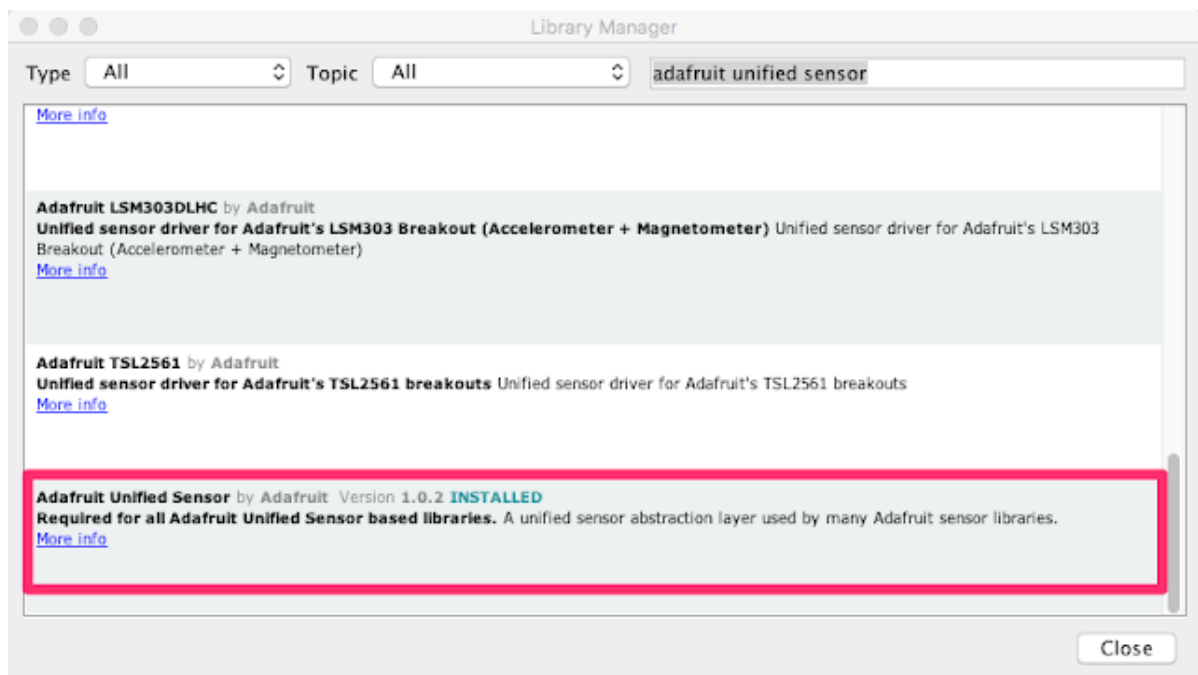 Library Manager
Type All Topic All adafruit unified sensor
More info
Adafruit LSM303DLHC by Adafruit
Unified sensor driver for Adafruit's LSM303 Breakout (Accelerometer + Magnetometer) Unified sensor driver for Adafruit's LSM303
Breakout (Accelerometer + Magnetometer)
More info
Adafruit TSL2561 by Adafruit
Unified sensor driver for Adafruit's TSL2561 breakouts Unified sensor driver for Adafruit's TSL2561 breakouts
More info
Adafruit Unified Sensor by Adafruit Version 1.0.2 INSTALLED
Required for all Adafruit Unified Sensor based libraries. A unified sensor abstraction layer used by many Adafruit sensor libraries.
More info
Close